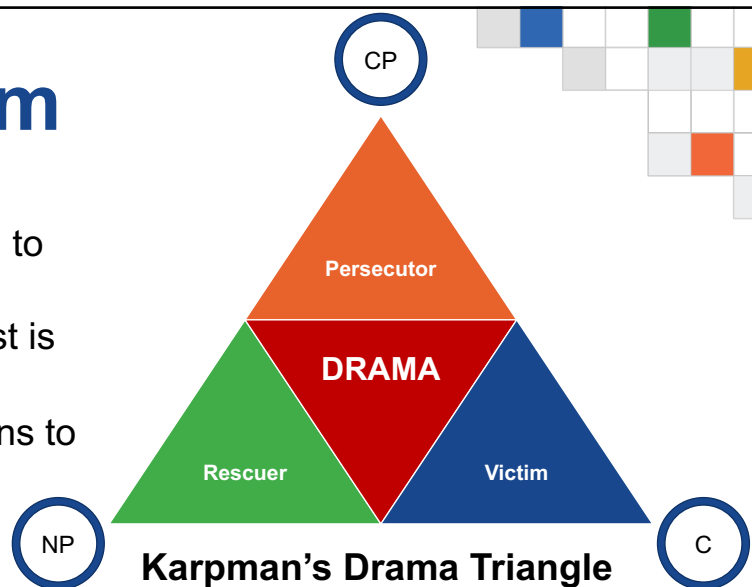 CP
m
to
Persecutor
st is
DRAMA
ns to
Rescuer
Victim
NP
C
Karpman's Drama Triangle